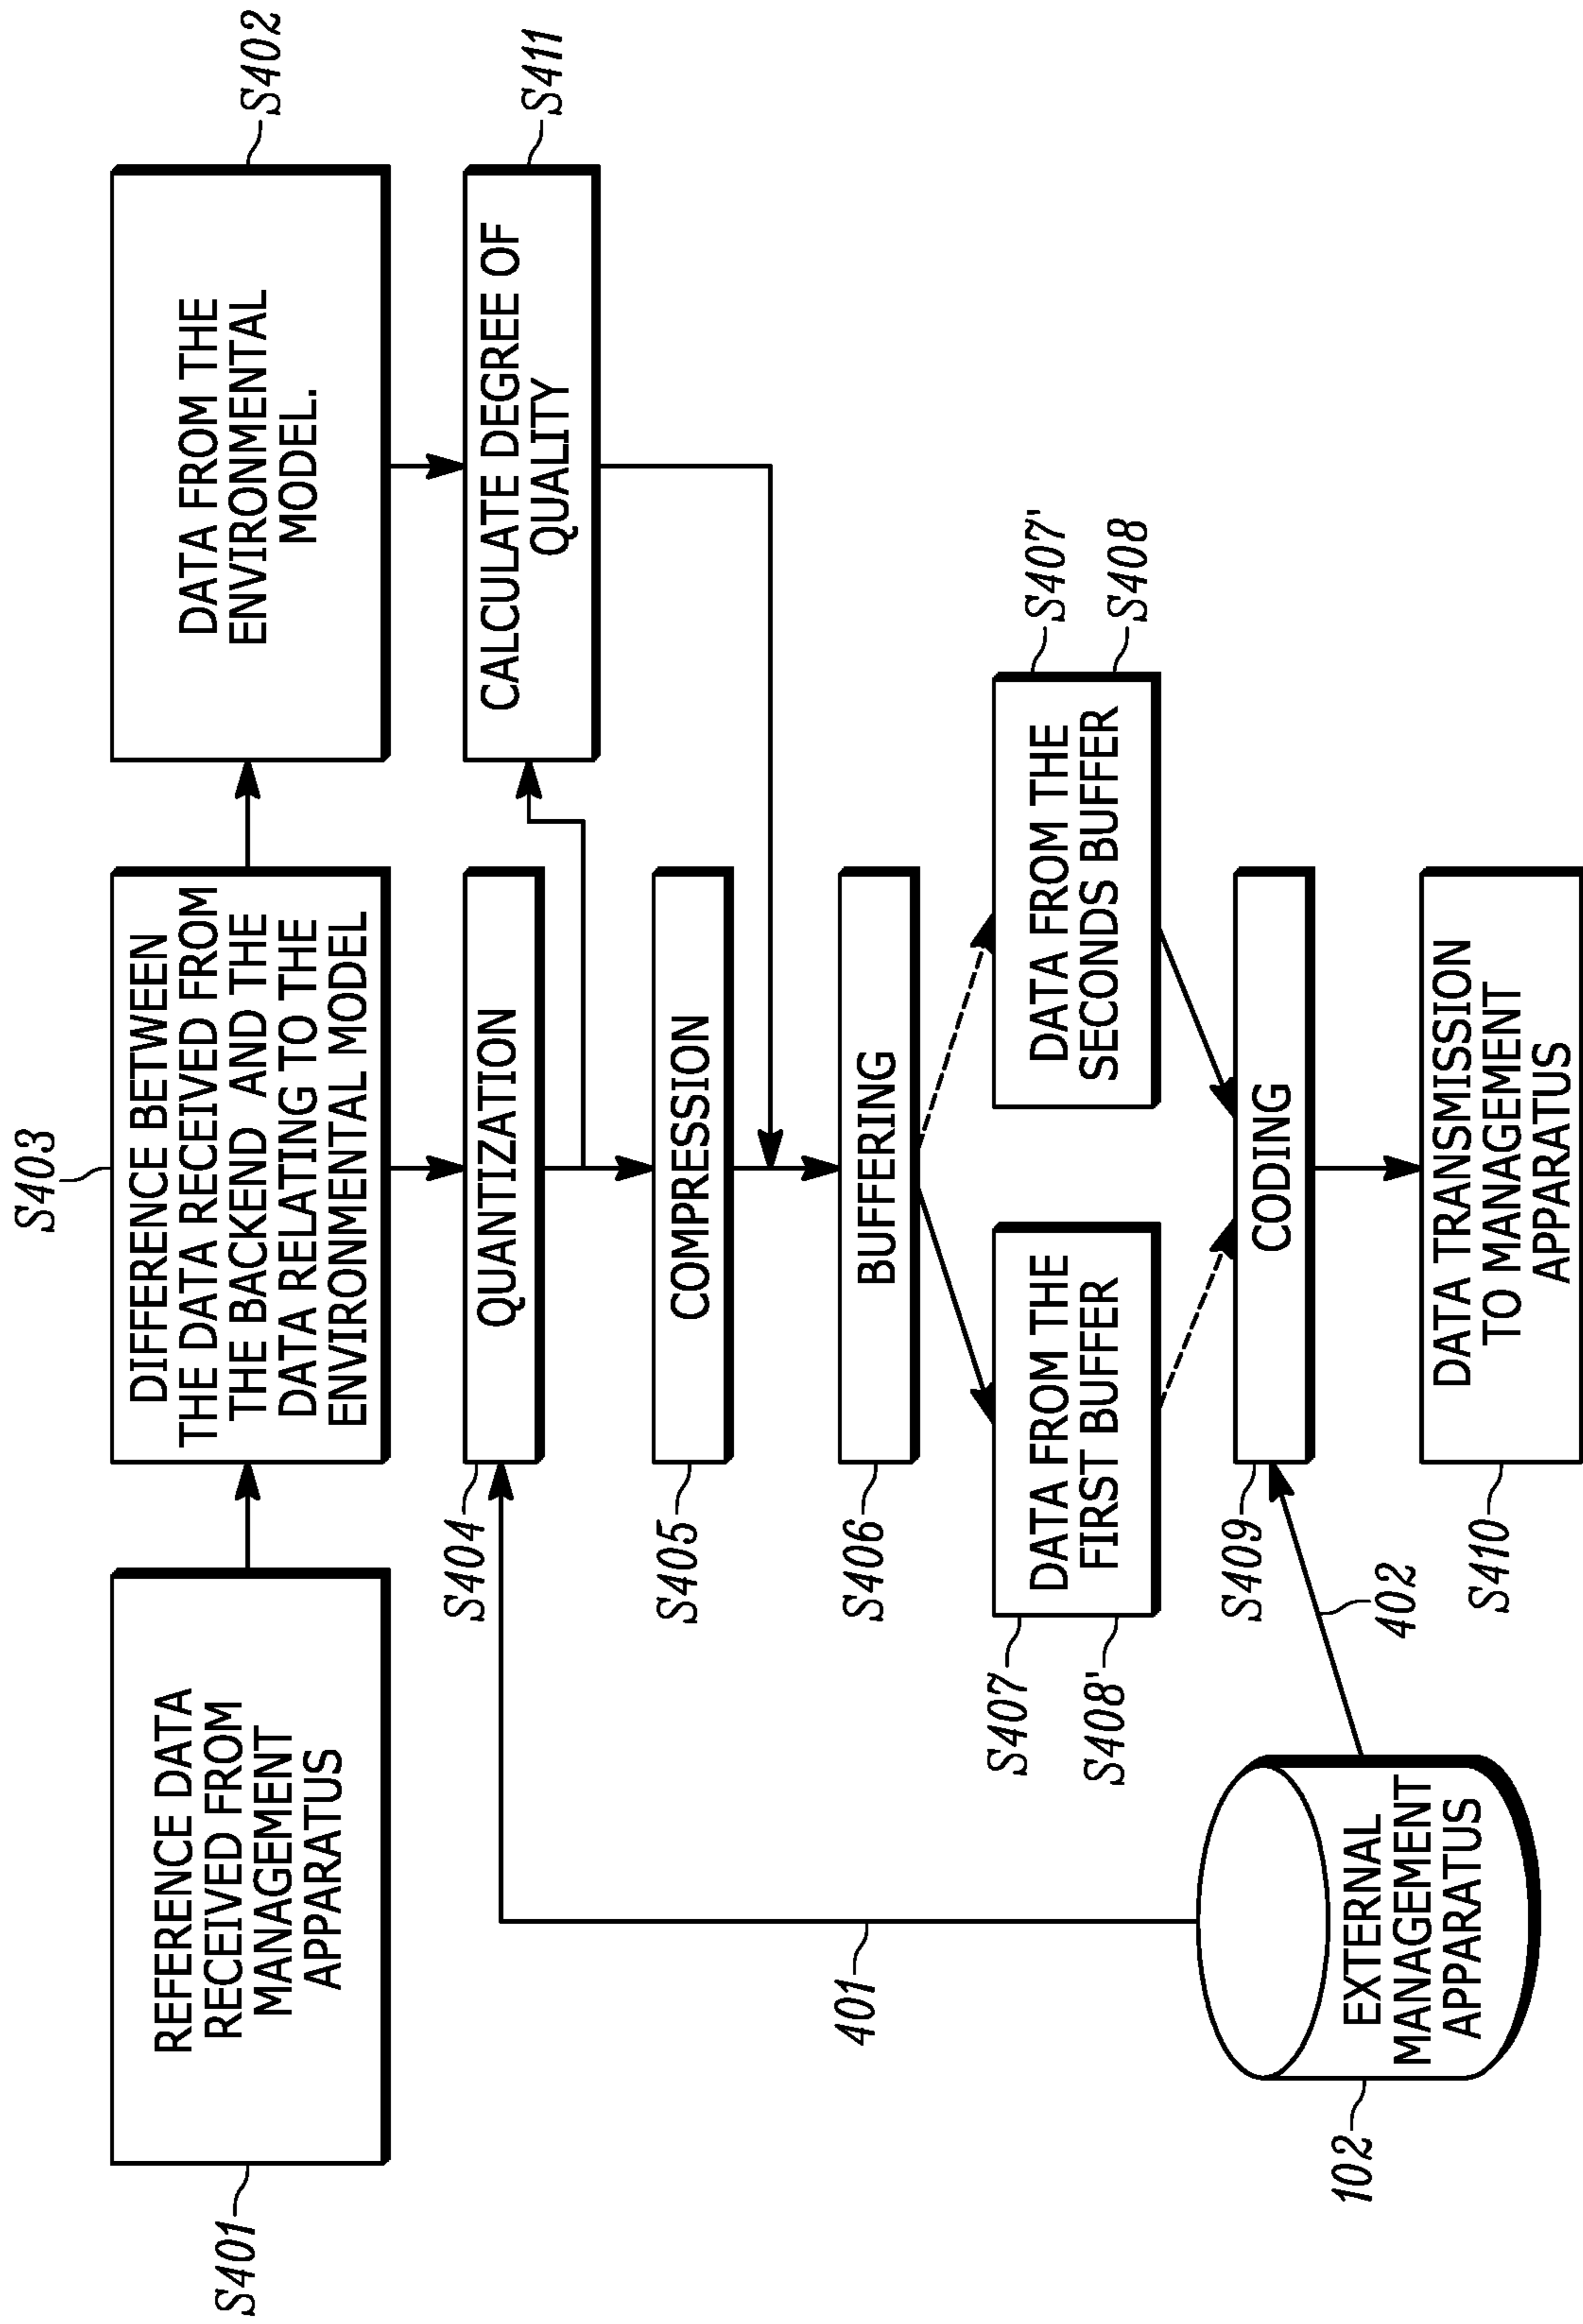 S403
REFERENCE DATA
RECEIVED FROM
MANAGEMENT
APPARATUS
S401
DIFFERENCE BETWEEN
THE DATA RECEIVED FROM
THE BACKEND AND THE
DATA RELATING TO THE
ENVIRONMENTAL MODEL
DATA FROM THE
ENVIRONMENTAL
MODEL.
S402
S404
QUANTIZATION
CALCULATE DEGREE OF
QUALITY
S411
S405
COMPRESSION
S406
BUFFERING
401
S407
S408'
DATA FROM THE
FIRST BUFFER
DATA FROM THE
SECONDS BUFFER
S407'
S408
S409
CODING
102
EXTERNAL
MANAGEMENT
APPARATUS
402
S410
DATA TRANSMISSION
TO MANAGEMENT
APPARATUS